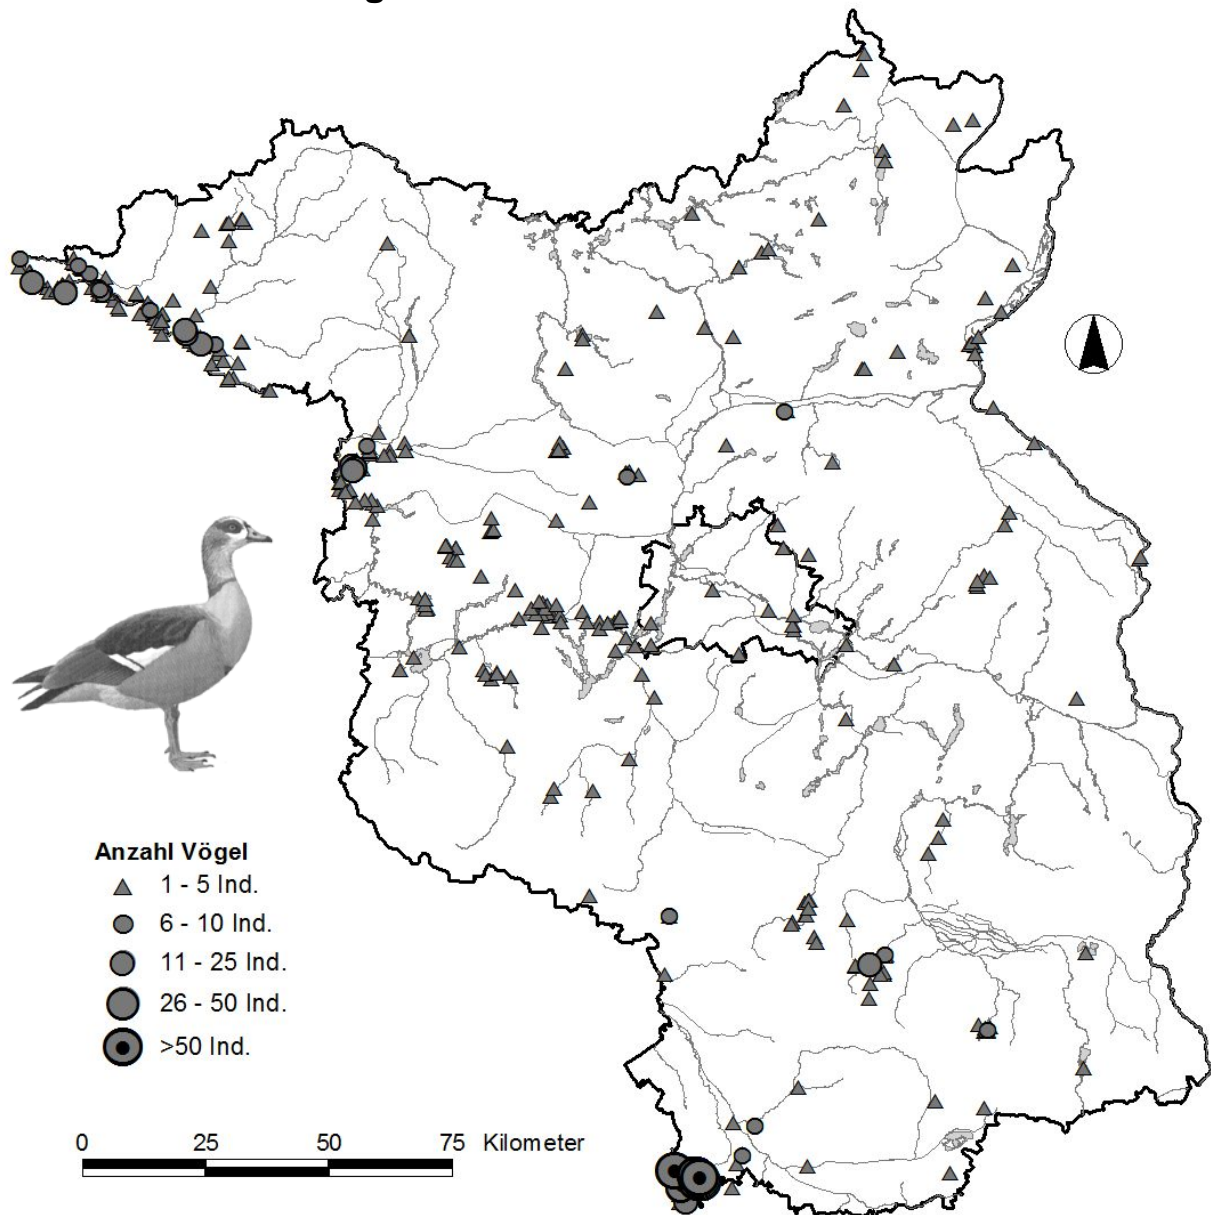 Anzahl Vögel
1 - 5 Ind.
6 - 10 Ind.
11 - 25 Ind.
26 - 50 Ind.
>50 Ind.
0 25 50 75 Kilometer